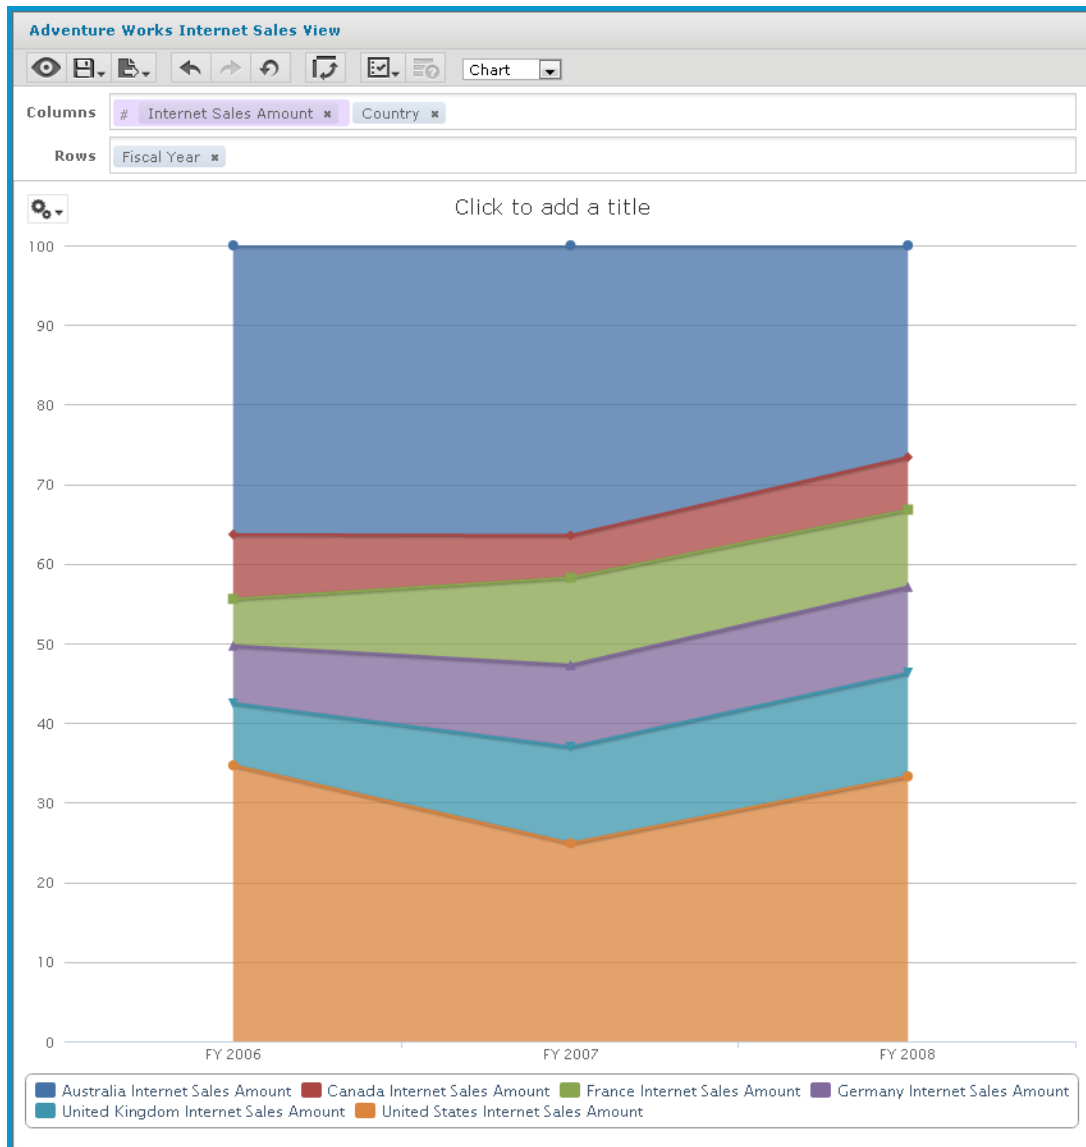 Adventure Works Internet Sales View
Chart
Columns # Internet Sales Amount × Country ×
Rows Fiscal Year ×
Click to add a title
100
90
80
70
60
50
40
30
20
10
0
FY 2006 FY 2007 FY 2008
Australia Internet Sales Amount Canada Internet Sales Amount France Internet Sales Amount Germany Internet Sales Amount
United Kingdom Internet Sales Amount United States Internet Sales Amount